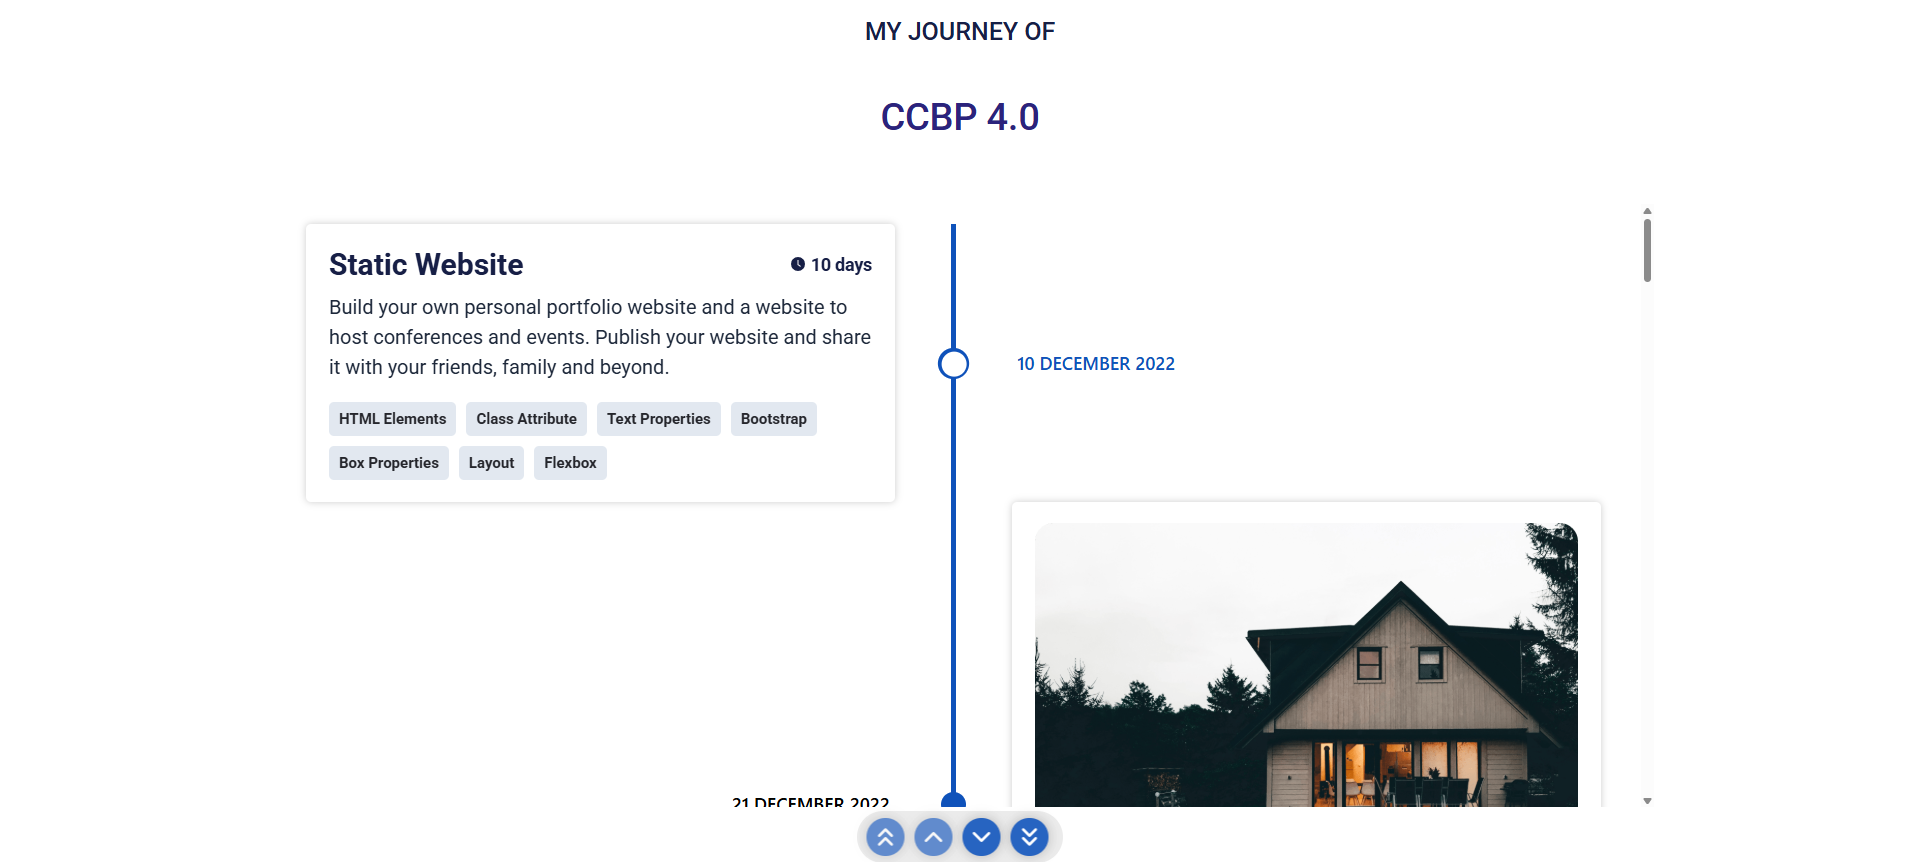 MY JOURNEY OF
CCBP 4.0
Static Website
10 days
Build your own personal portfolio website and a website to
host conferences and events. Publish your website and share
it with your friends, family and beyond.
HTML Elements Class Attribute Text Properties Bootstrap
Box Properties Layout Flexbox
10 DECEMBER 2022
21 DECEMBER 2022